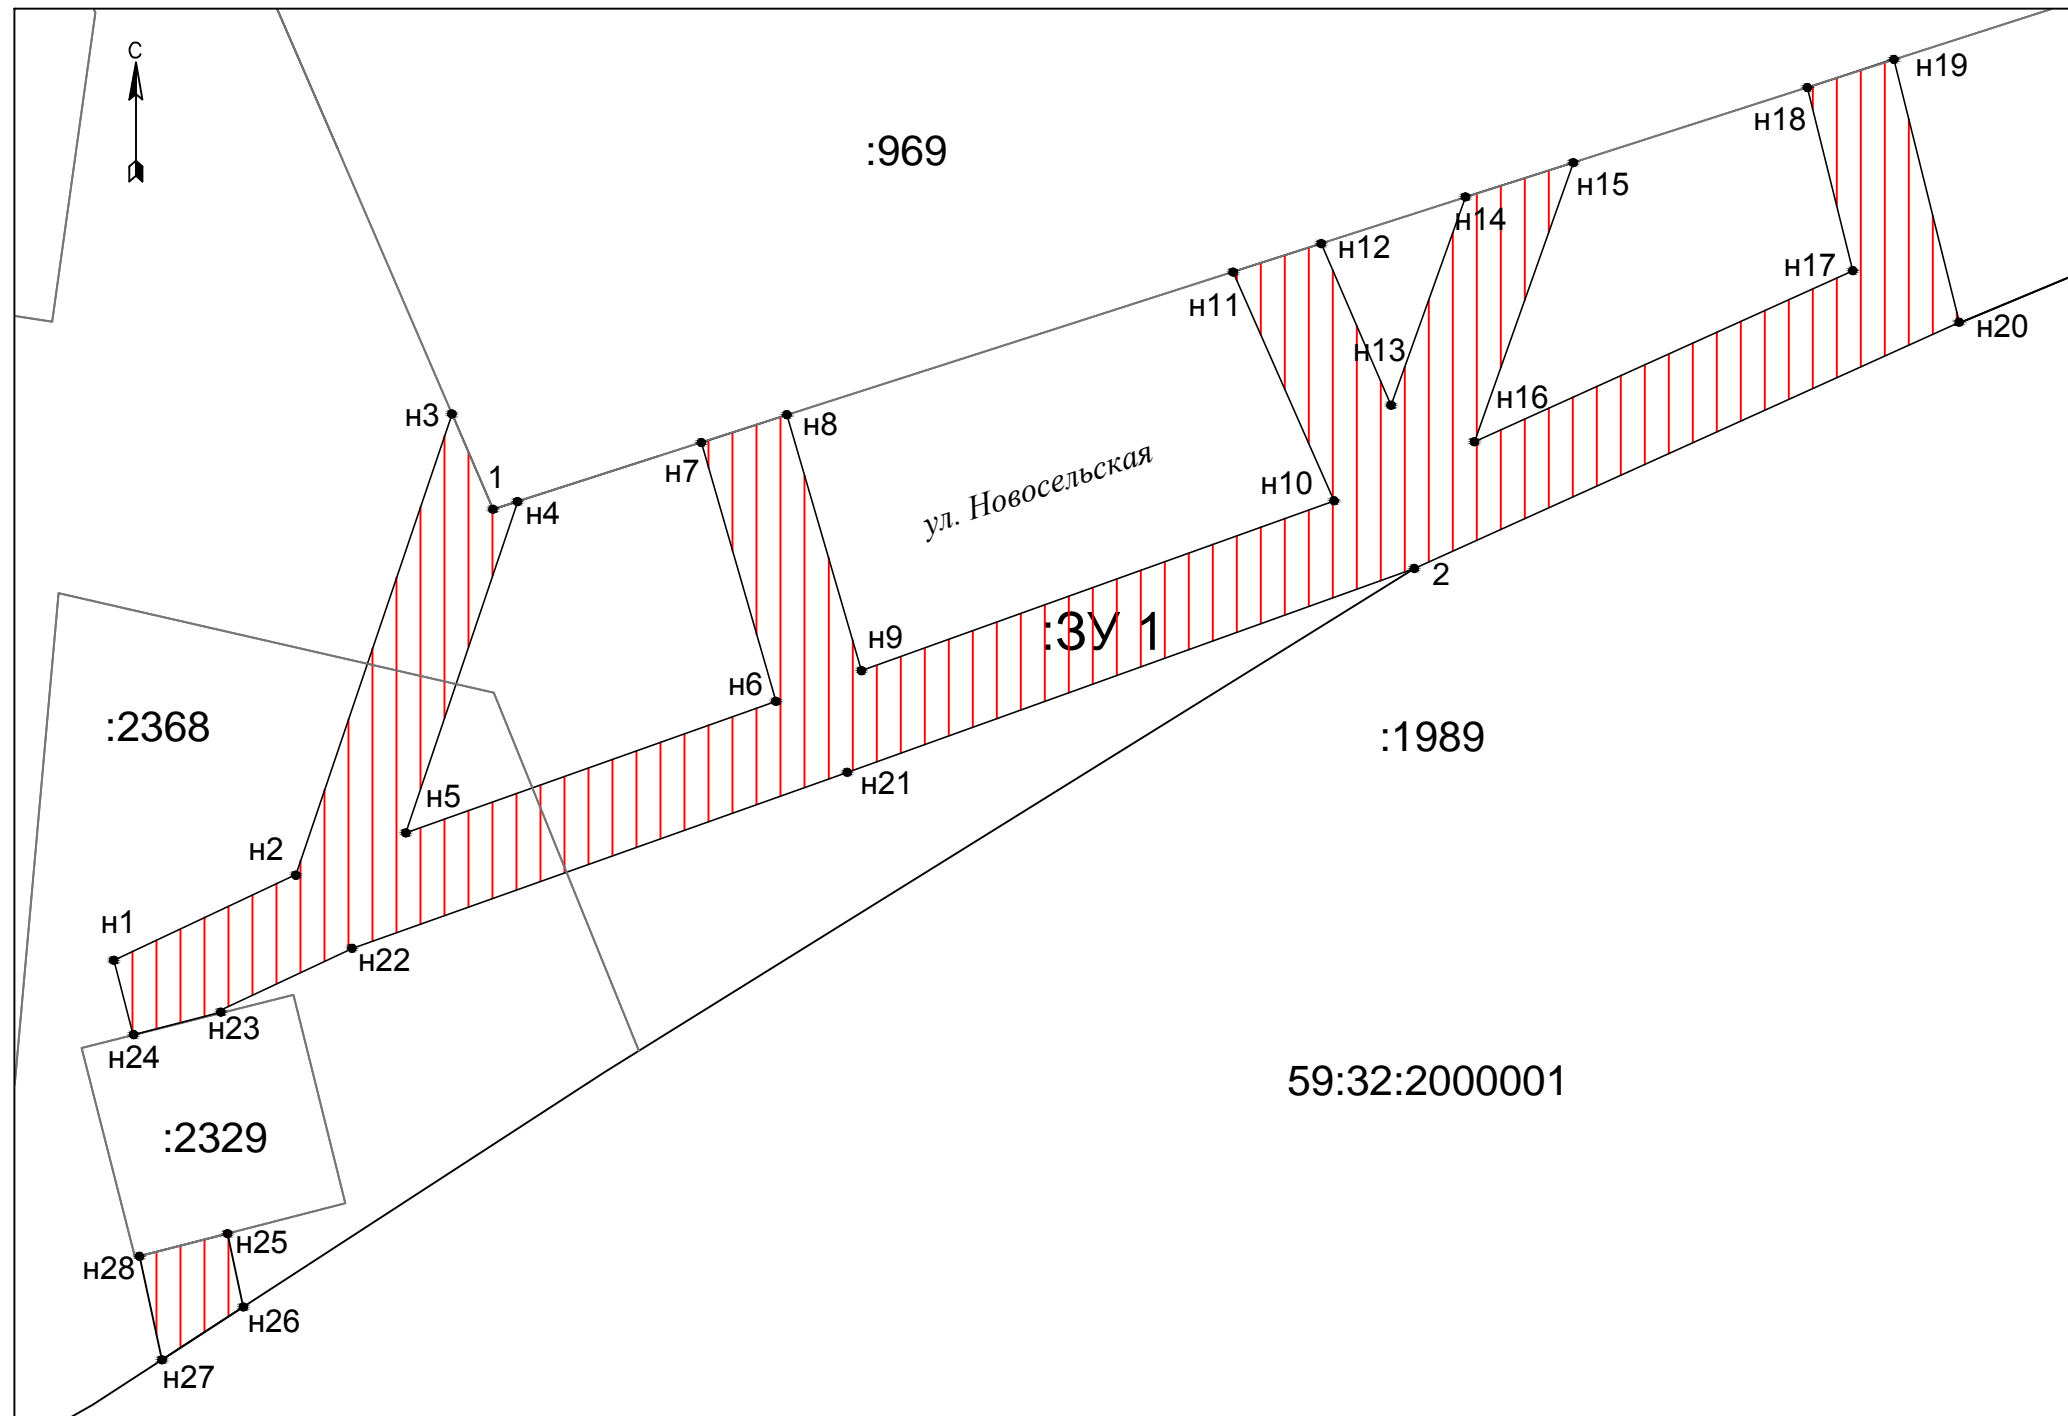 С
н19
н18
:969
н15
н14
н12
н11
н17
н20
н13
н3
н16
н8
н7
1
н4
ул. Новосельская
н10
2
:ЗУ 1
н9
н6
:2368
:1989
н21
н5
н2
н1
н22
н23
н24
59:32:2000001
:2329
н25
н28
н26
н27